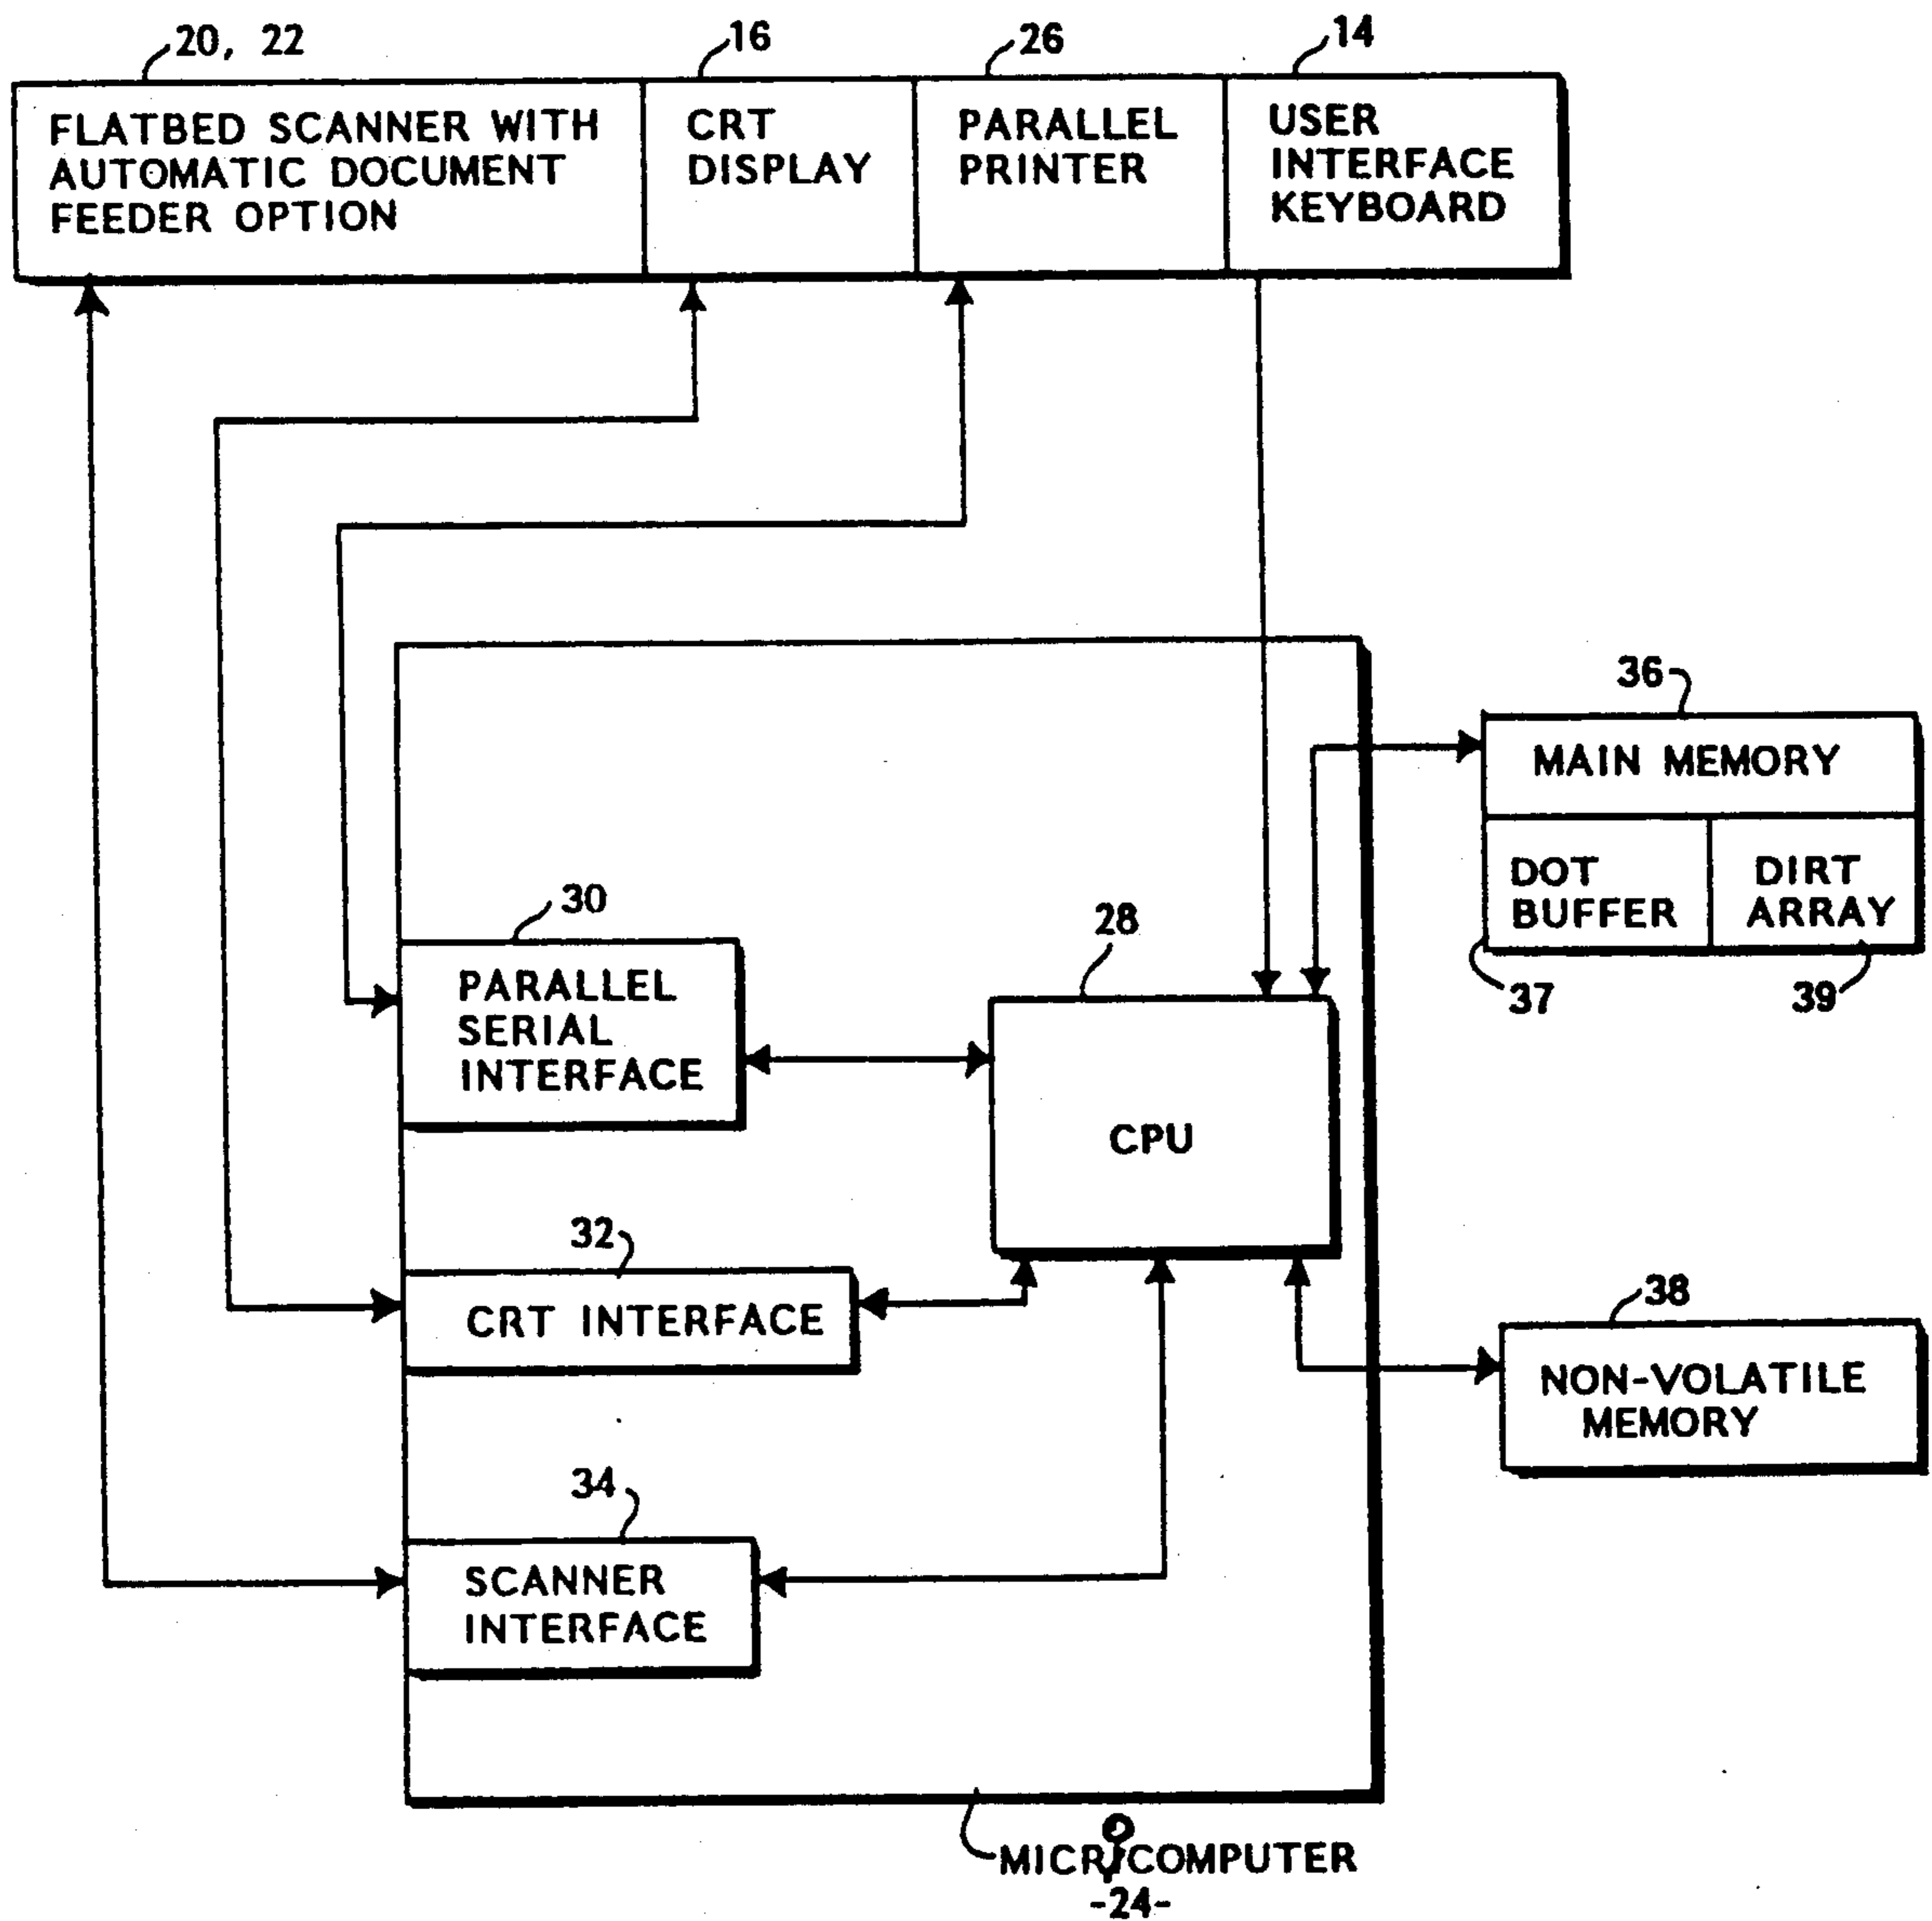 20, 22
16
26
14
FLATBED SCANNER WITH
AUTOMATIC DOCUMENT
FEEDER OPTION
CRT
DISPLAY
PARALLEL
PRINTER
USER
INTERFACE
KEYBOARD
36
MAIN MEMORY
DOT
BUFFER
DIRT
ARRAY
37
39
30
PARALLEL
SERIAL
INTERFACE
28
CPU
32
CRT INTERFACE
38
NON-VOLATILE
MEMORY
34
SCANNER
INTERFACE
MICROCOMPUTER
-24-